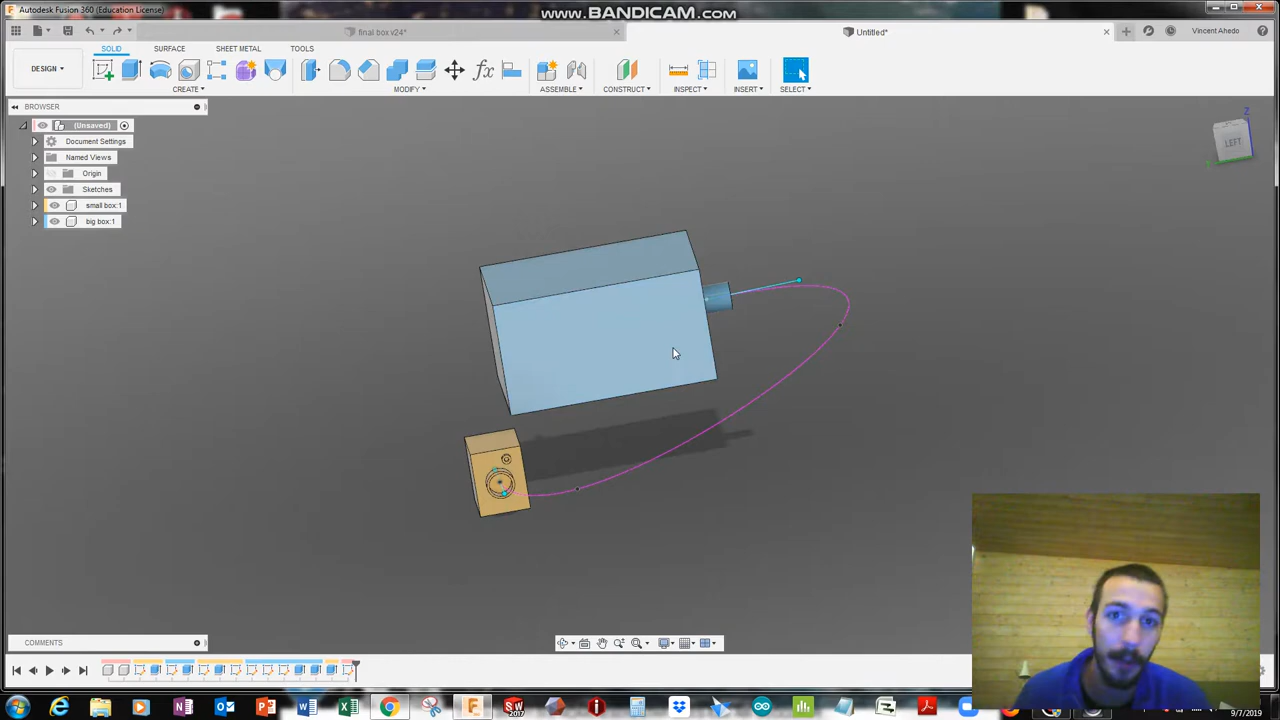 Autodesk Fusion 360 (Education License)
www.BANDICAM.com
final box v24*
Untitled*
Vincent Ahedo
SOLID SURFACE SHEET METAL TOOLS
DESIGN
CREATE MODIFY ASSEMBLE CONSTRUCT INSPECT INSERT SELECT
BROWSER
(Unsaved)
Document Settings
Named Views
Origin
Sketches
small box:1
big box:1
Z
LEFT
COMMENTS
9/7/2019